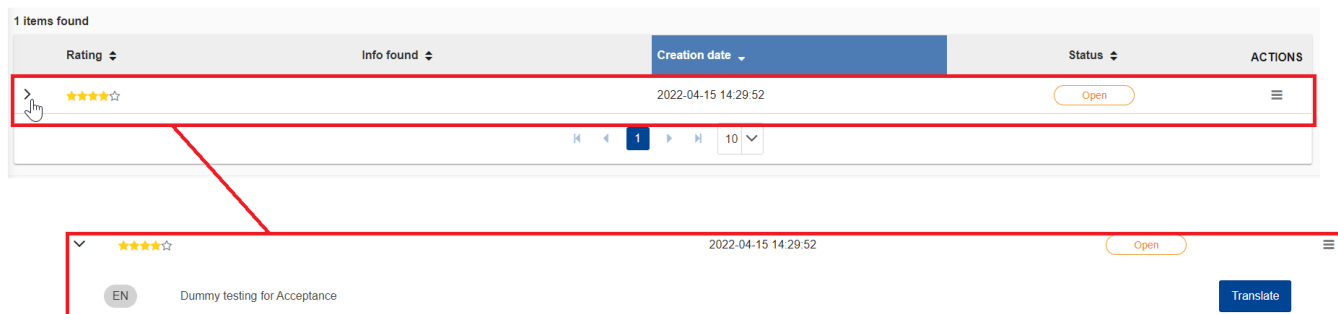 1 items found
Rating Info found Creation date Status ACTIONS
2022-04-15 14:29:52 Open
1 10
2022-04-15 14:29:52 Open
EN Dummy testing for Acceptance Translate